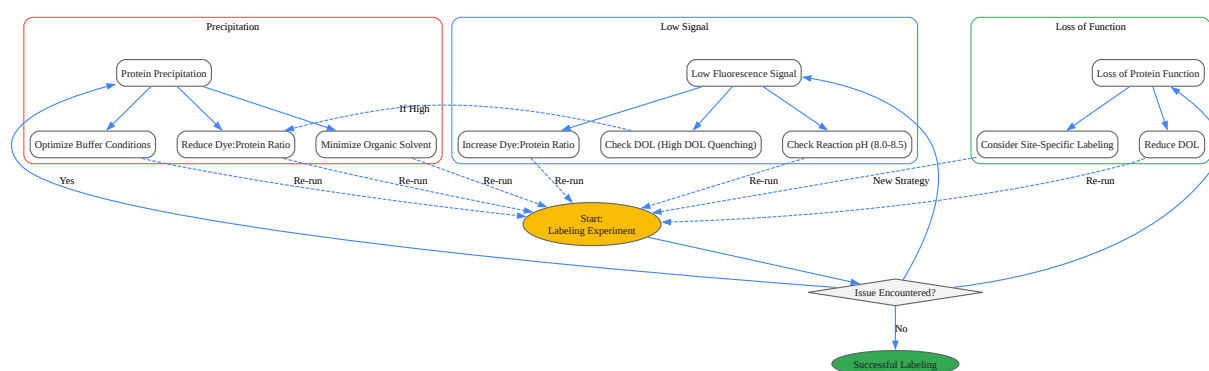 Precipitation
Low Signal
Loss of Function
Protein Precipitation
Low Fluorescence Signal
Loss of Protein Function
If High
Optimize Buffer Conditions
Reduce Dye:Protein Ratio
Minimize Organic Solvent
Increase Dye:Protein Ratio
Check DOL (High DOL Quenching)
Check Reaction pH (8.0-8.5)
Consider Site-Specific Labeling
Reduce DOL
Yes
Re-run
Re-run
Re-run
Re-run
Re-run
New Strategy
Re-run
Start:
Labeling Experiment
Issue Encountered?
No
Successful Labeling